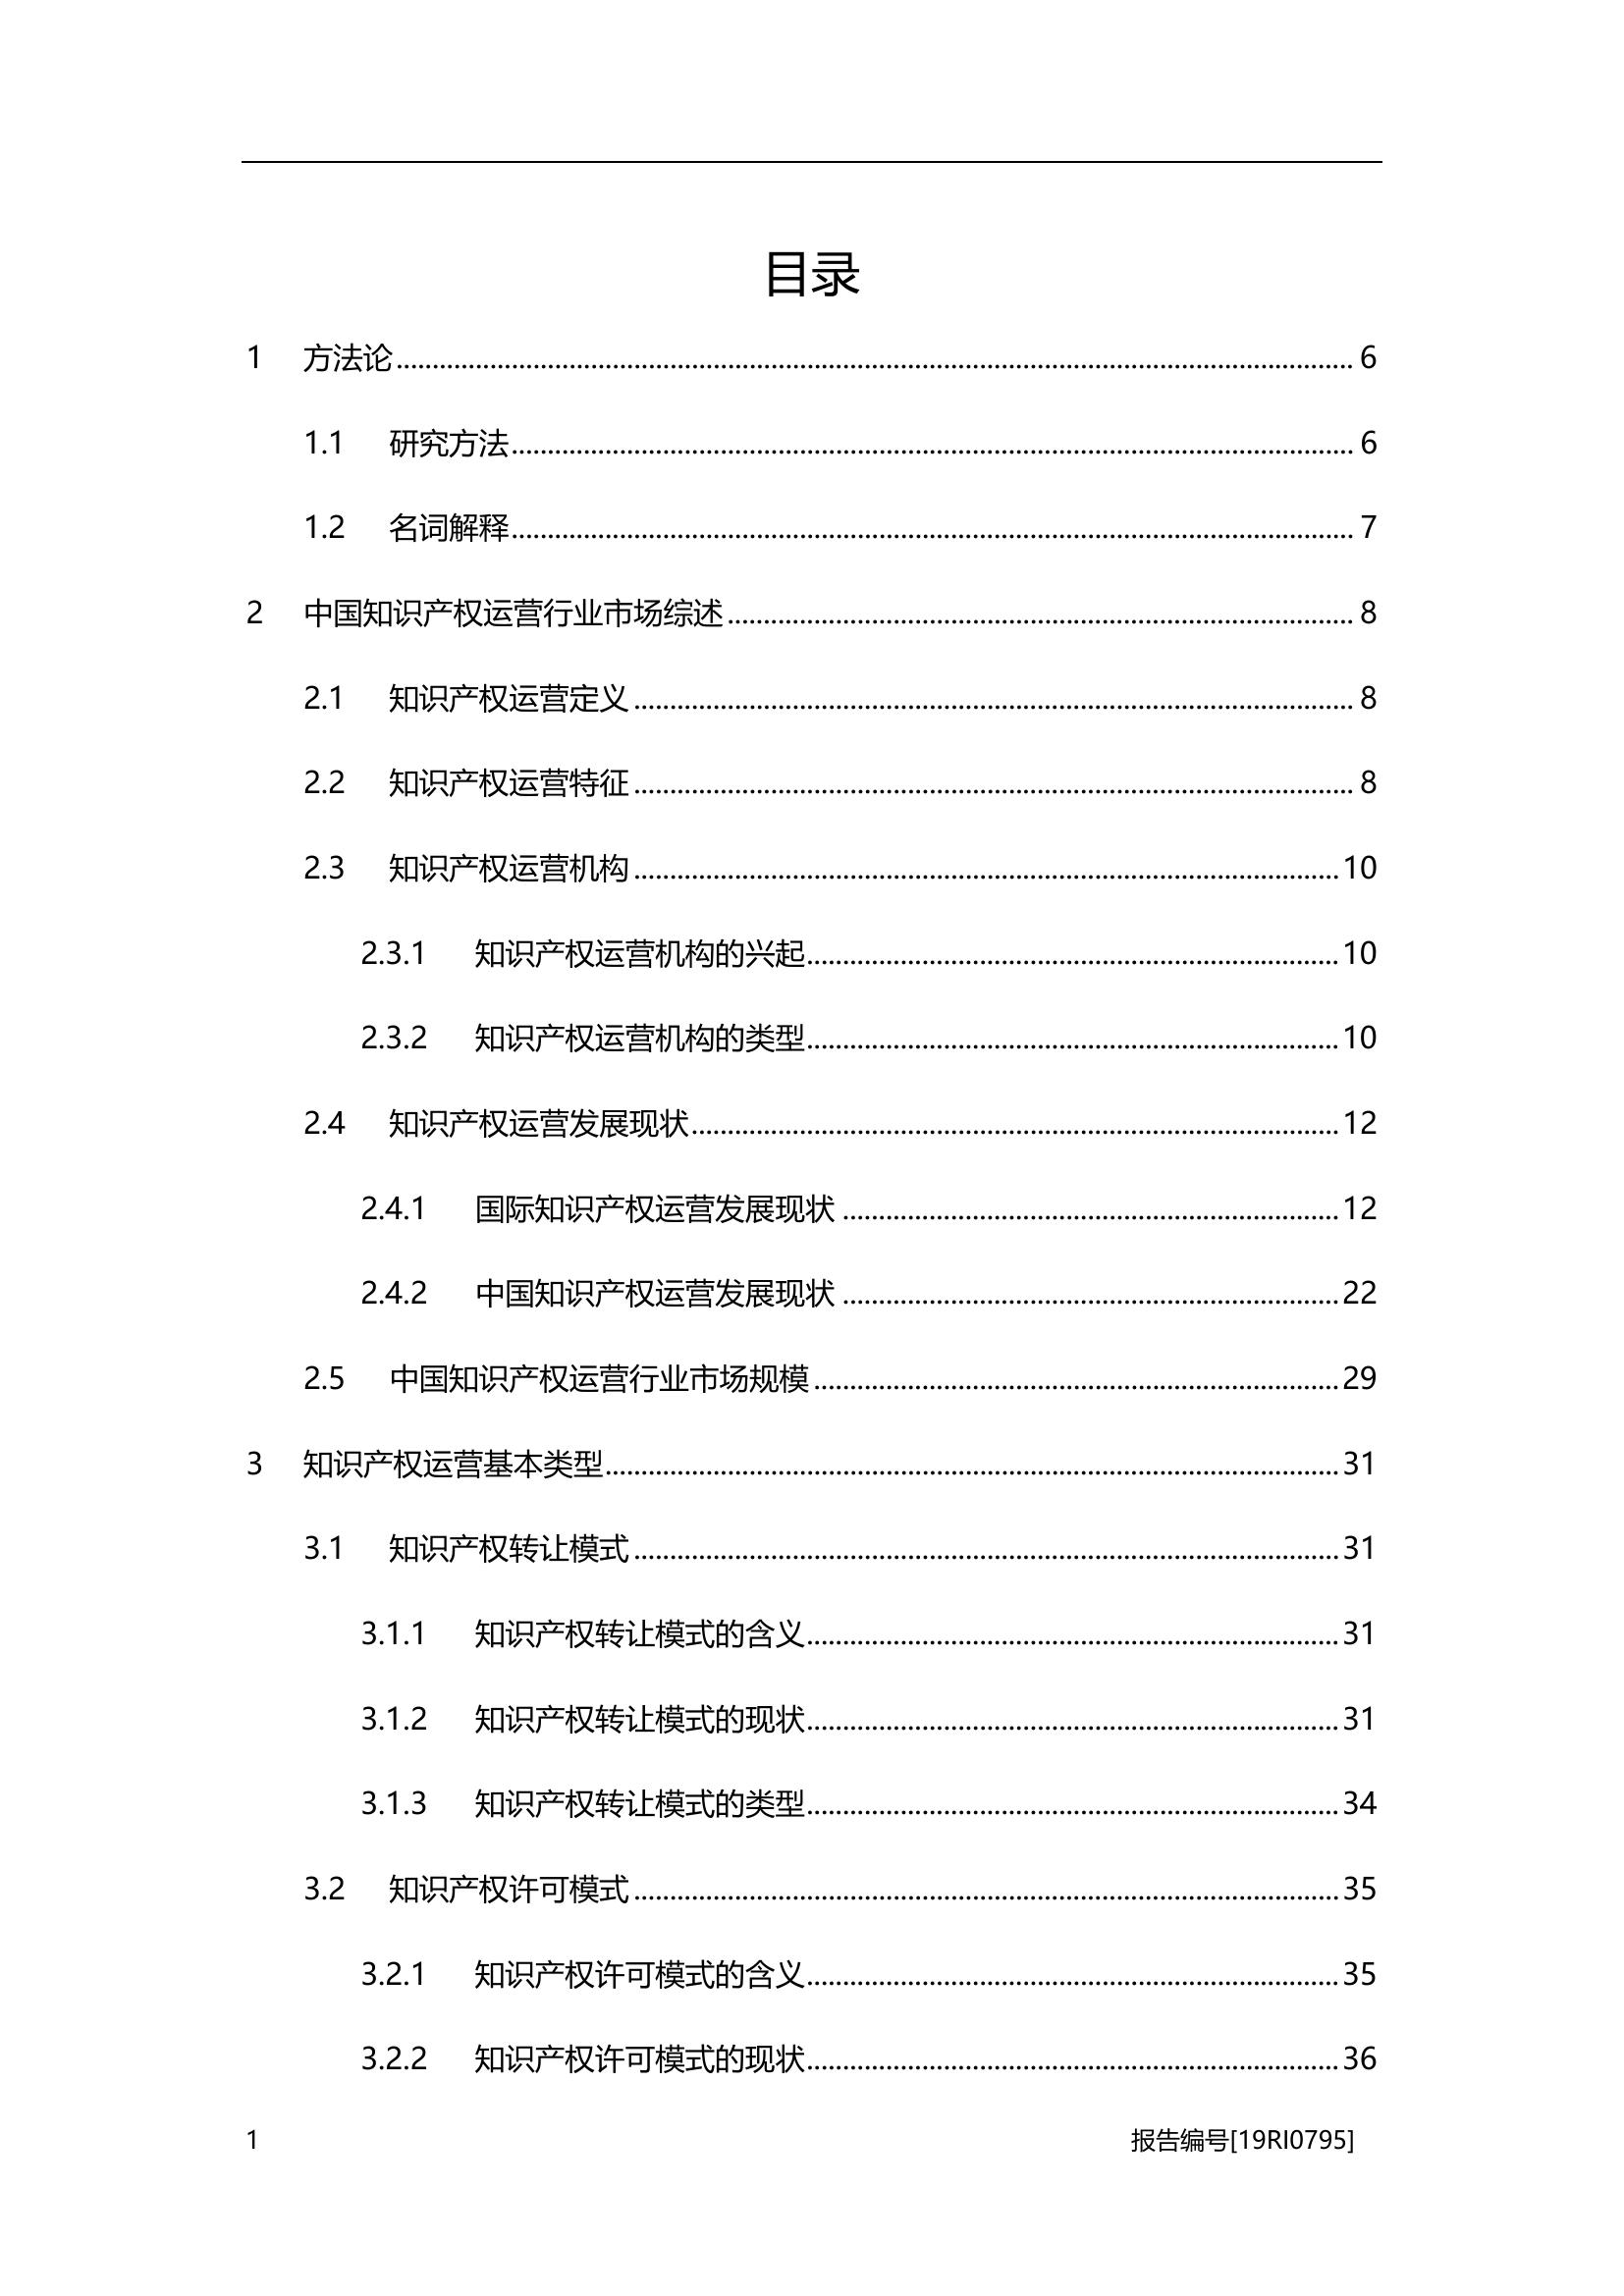 目录
1 方法论 6
1.1 研究方法 6
1.2 名词解释 7
2 中国知识产权运营行业市场综述 8
2.1 知识产权运营定义 8
2.2 知识产权运营特征 8
2.3 知识产权运营机构 10
2.3.1 知识产权运营机构的兴起 10
2.3.2 知识产权运营机构的类型 10
2.4 知识产权运营发展现状 12
2.4.1 国际知识产权运营发展现状 12
2.4.2 中国知识产权运营发展现状 22
2.5 中国知识产权运营行业市场规模 29
3 知识产权运营基本类型 31
3.1 知识产权转让模式 31
3.1.1 知识产权转让模式的含义 31
3.1.2 知识产权转让模式的现状 31
3.1.3 知识产权转让模式的类型 34
3.2 知识产权许可模式 35
3.2.1 知识产权许可模式的含义 35
3.2.2 知识产权许可模式的现状 36
1 报告编号[19RI0795]